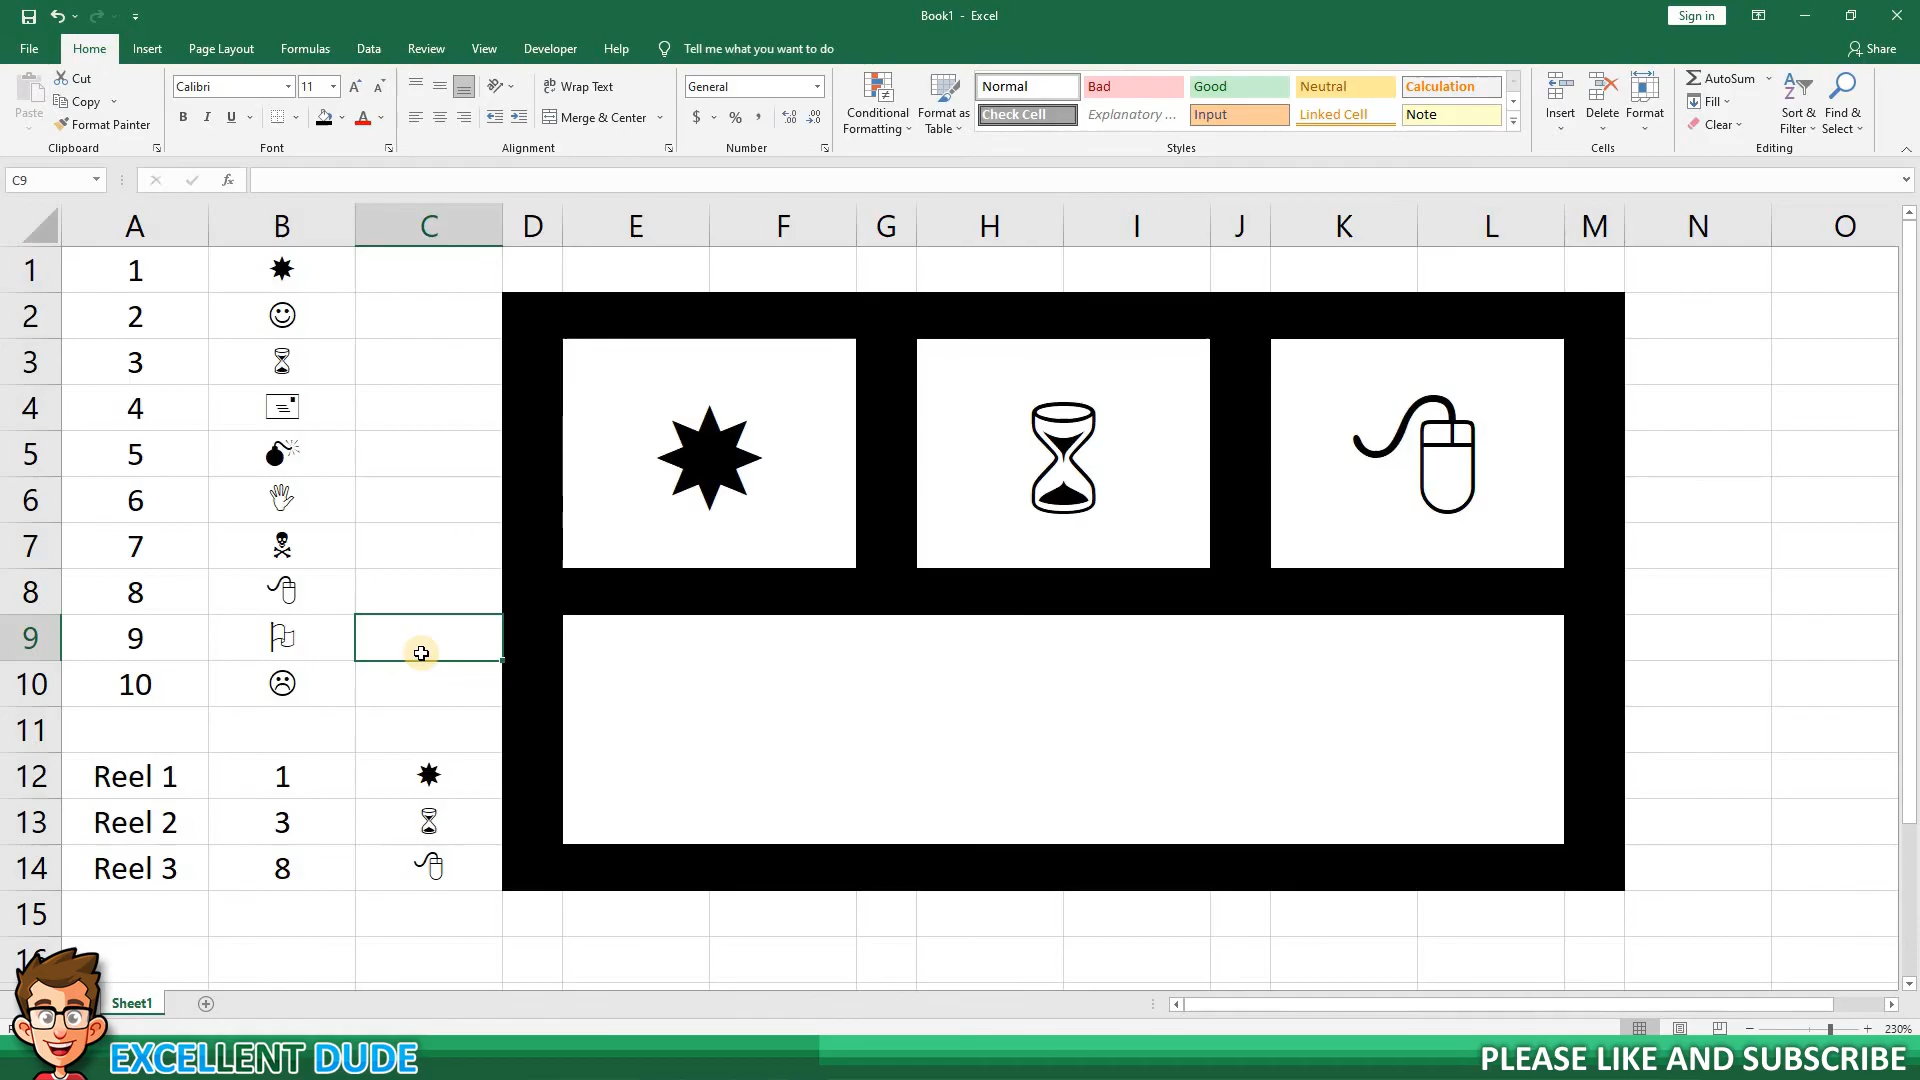 Book1 - Excel
Sign in
File Home Insert Page Layout Formulas Data Review View Developer Help Tell me what you want to do Share
Paste
Cut
Copy
Format Painter
Clipboard
Calibri 11
B I U
Font
Wrap Text
Merge & Center
Alignment
General
$ % ,
Number
Conditional Formatting
Format as Table
Normal Bad Good Neutral Calculation
Check Cell Explanatory ... Input Linked Cell Note
Styles
Insert Delete Format
Cells
AutoSum
Fill
Clear
Sort & Filter
Find & Select
Editing
C9
fx
A B C D E F G H I J K L M N O
1 1
2 2
3 3
4 4
5 5
6 6
7 7
8 8
9 9
10 10
11
12 Reel 1 1
13 Reel 2 3
14 Reel 3 8
15
Sheet1
230%
EXCELLENT DUDE
PLEASE LIKE AND SUBSCRIBE